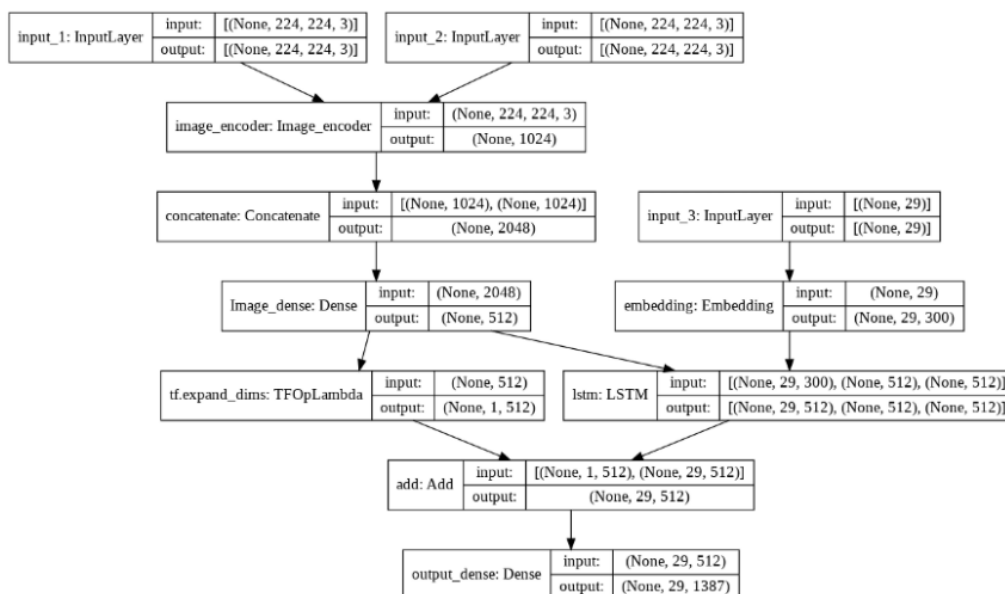 input_1: InputLayer
input: [(None, 224, 224, 3)]
output: [(None, 224, 224, 3)]
input_2: InputLayer
input: [(None, 224, 224, 3)]
output: [(None, 224, 224, 3)]
image_encoder: Image_encoder
input: (None, 224, 224, 3)
output: (None, 1024)
concatenate: Concatenate
input: [(None, 1024), (None, 1024)]
output: (None, 2048)
input_3: InputLayer
input: [(None, 29)]
output: [(None, 29)]
Image_dense: Dense
input: (None, 2048)
output: (None, 512)
embedding: Embedding
input: (None, 29)
output: (None, 29, 300)
tf.expand_dims: TFOpLambda
input: (None, 512)
output: (None, 1, 512)
lstm: LSTM
input: [(None, 29, 300), (None, 512), (None, 512)]
output: [(None, 29, 512), (None, 512), (None, 512)]
add: Add
input: [(None, 1, 512), (None, 29, 512)]
output: (None, 29, 512)
output_dense: Dense
input: (None, 29, 512)
output: (None, 29, 1387)